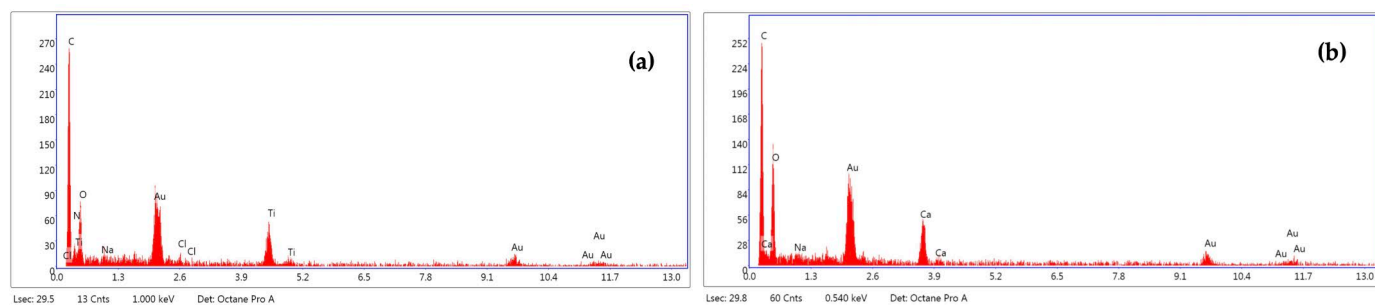 270
C
240
210
(a)
180
150
120
90
O
Au
60
N
Ti
30
Ti
Na
Cl
Cl
Ti
Au
Au
Au
Au
Cl
0
0.0 1.3 2.6 3.9 5.2 6.5 7.8 9.1 10.4 11.7 13.0
Lsec: 29.5 13 Cnts 1.000 keV Det: Octane Pro A
252
C
224
(b)
196
168
140
O
112
Au
84
56
Ca
28
Ca
Na
Ca
Au
Au
Au
Au
0
0.0 1.3 2.6 3.9 5.2 6.5 7.8 9.1 10.4 11.7 13.0
Lsec: 29.8 60 Cnts 0.540 keV Det: Octane Pro A